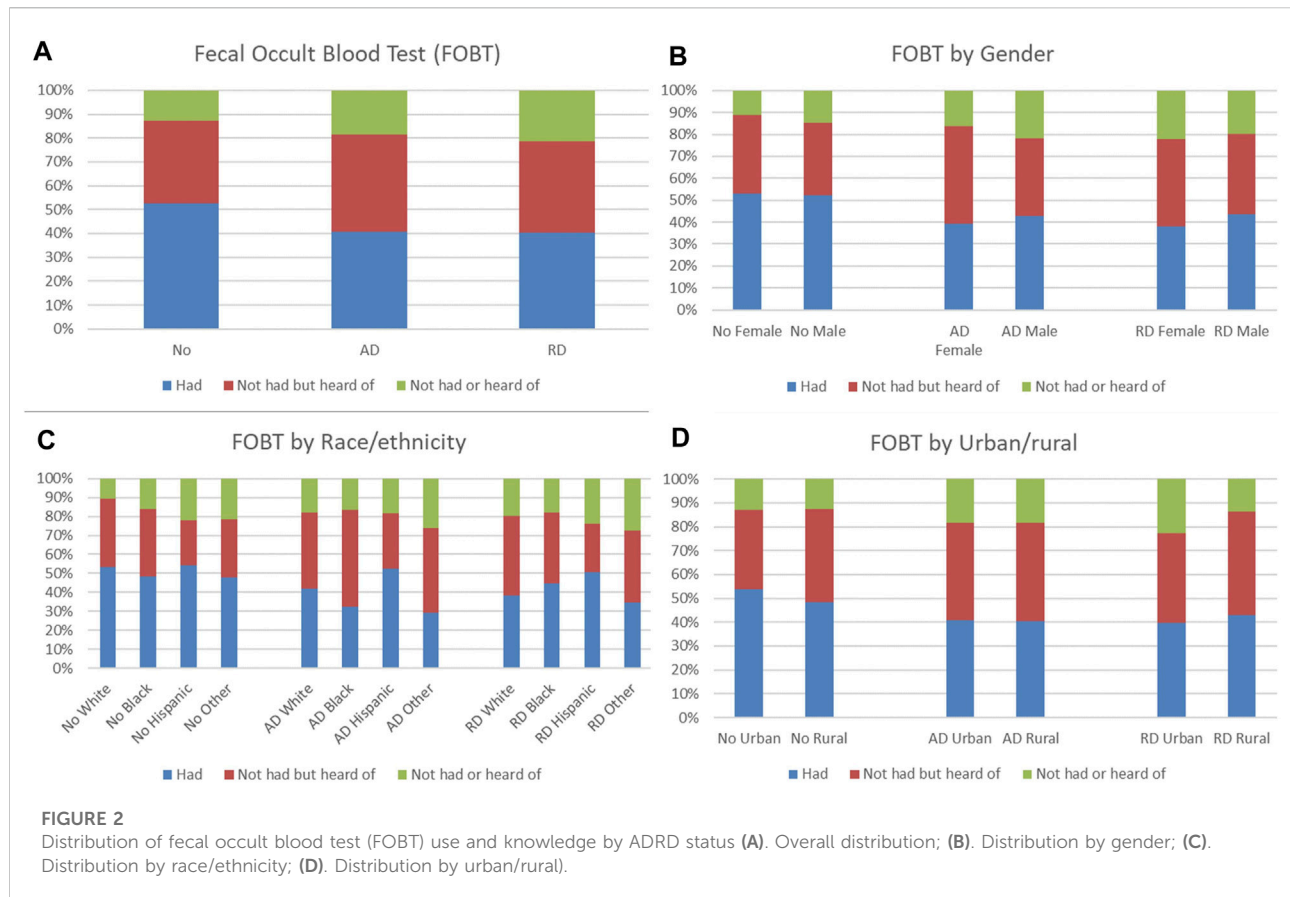 A
Fecal Occult Blood Test (FOBT)
100%
90%
80%
70%
60%
50%
40%
30%
20%
10%
0%
No AD RD
Had Not had but heard of Not had or heard of
B
FOBT by Gender
100%
90%
80%
70%
60%
50%
40%
30%
20%
10%
0%
No Female No Male AD Female AD Male RD Female RD Male
Had Not had but heard of Not had or heard of
C
FOBT by Race/ethnicity
100%
90%
80%
70%
60%
50%
40%
30%
20%
10%
0%
No White No Black No Hispanic No Other AD White AD Black AD Hispanic AD Other RD White RD Black RD Hispanic RD Other
Had Not had but heard of Not had or heard of
D
FOBT by Urban/rural
100%
90%
80%
70%
60%
50%
40%
30%
20%
10%
0%
No Urban No Rural AD Urban AD Rural RD Urban RD Rural
Had Not had but heard of Not had or heard of
FIGURE 2
Distribution of fecal occult blood test (FOBT) use and knowledge by ADRD status (A). Overall distribution; (B). Distribution by gender; (C).
Distribution by race/ethnicity; (D). Distribution by urban/rural).